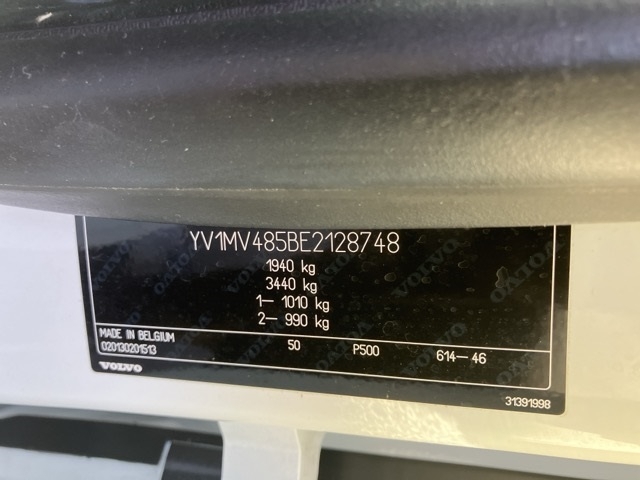 YV1MV485BE2128748
1940 kg
3440 kg
1– 1010 kg
2– 990 kg
MADE IN BELGIUM
020130201513 50 P500 614–46
VOLVO
31391998